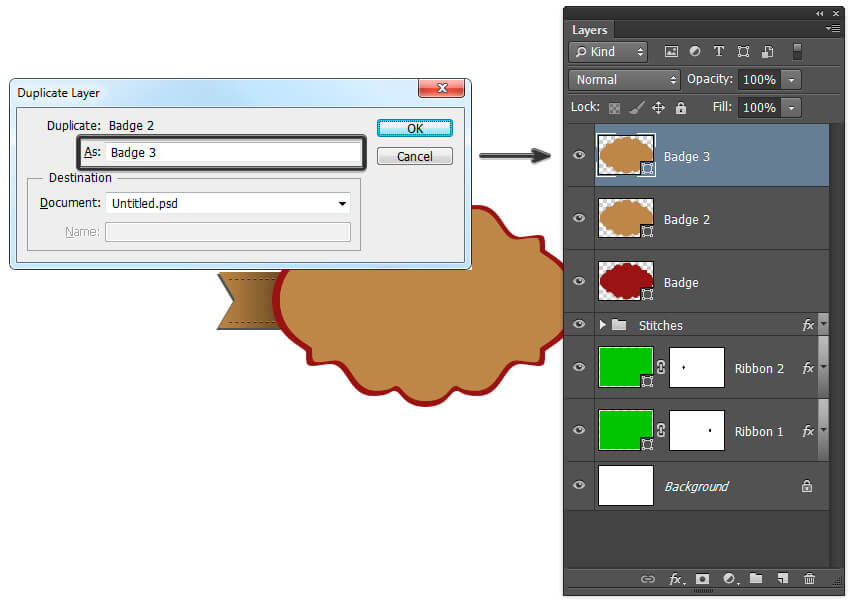 Duplicate Layer
Duplicate: Badge 2
As: Badge 3
OK
Cancel
Destination
Document: Untitled.psd
Name:
Layers
Kind
T
Normal
Opacity: 100%
Lock:
Fill: 100%
Badge 3
Badge 2
Badge
Stitches fx
Ribbon 2 fx
Ribbon 1 fx
Background
fx